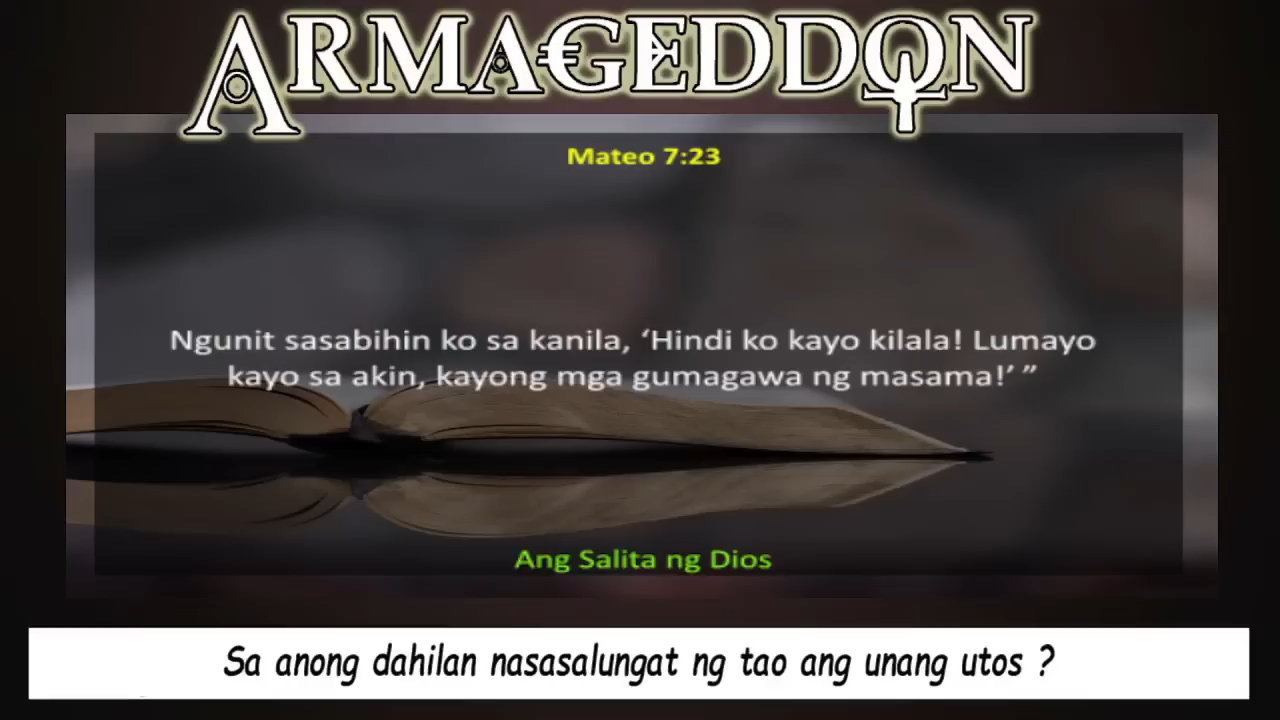 ARMAGEDDON
Mateo 7:23
Ngunit sasabihin ko sa kanila, ‘Hindi ko kayo kilala! Lumayo
kayo sa akin, kayong mga gumagawa ng masama!’ ”
Ang Salita ng Dios
Sa anong dahilan nasasalungat ng tao ang unang utos ?